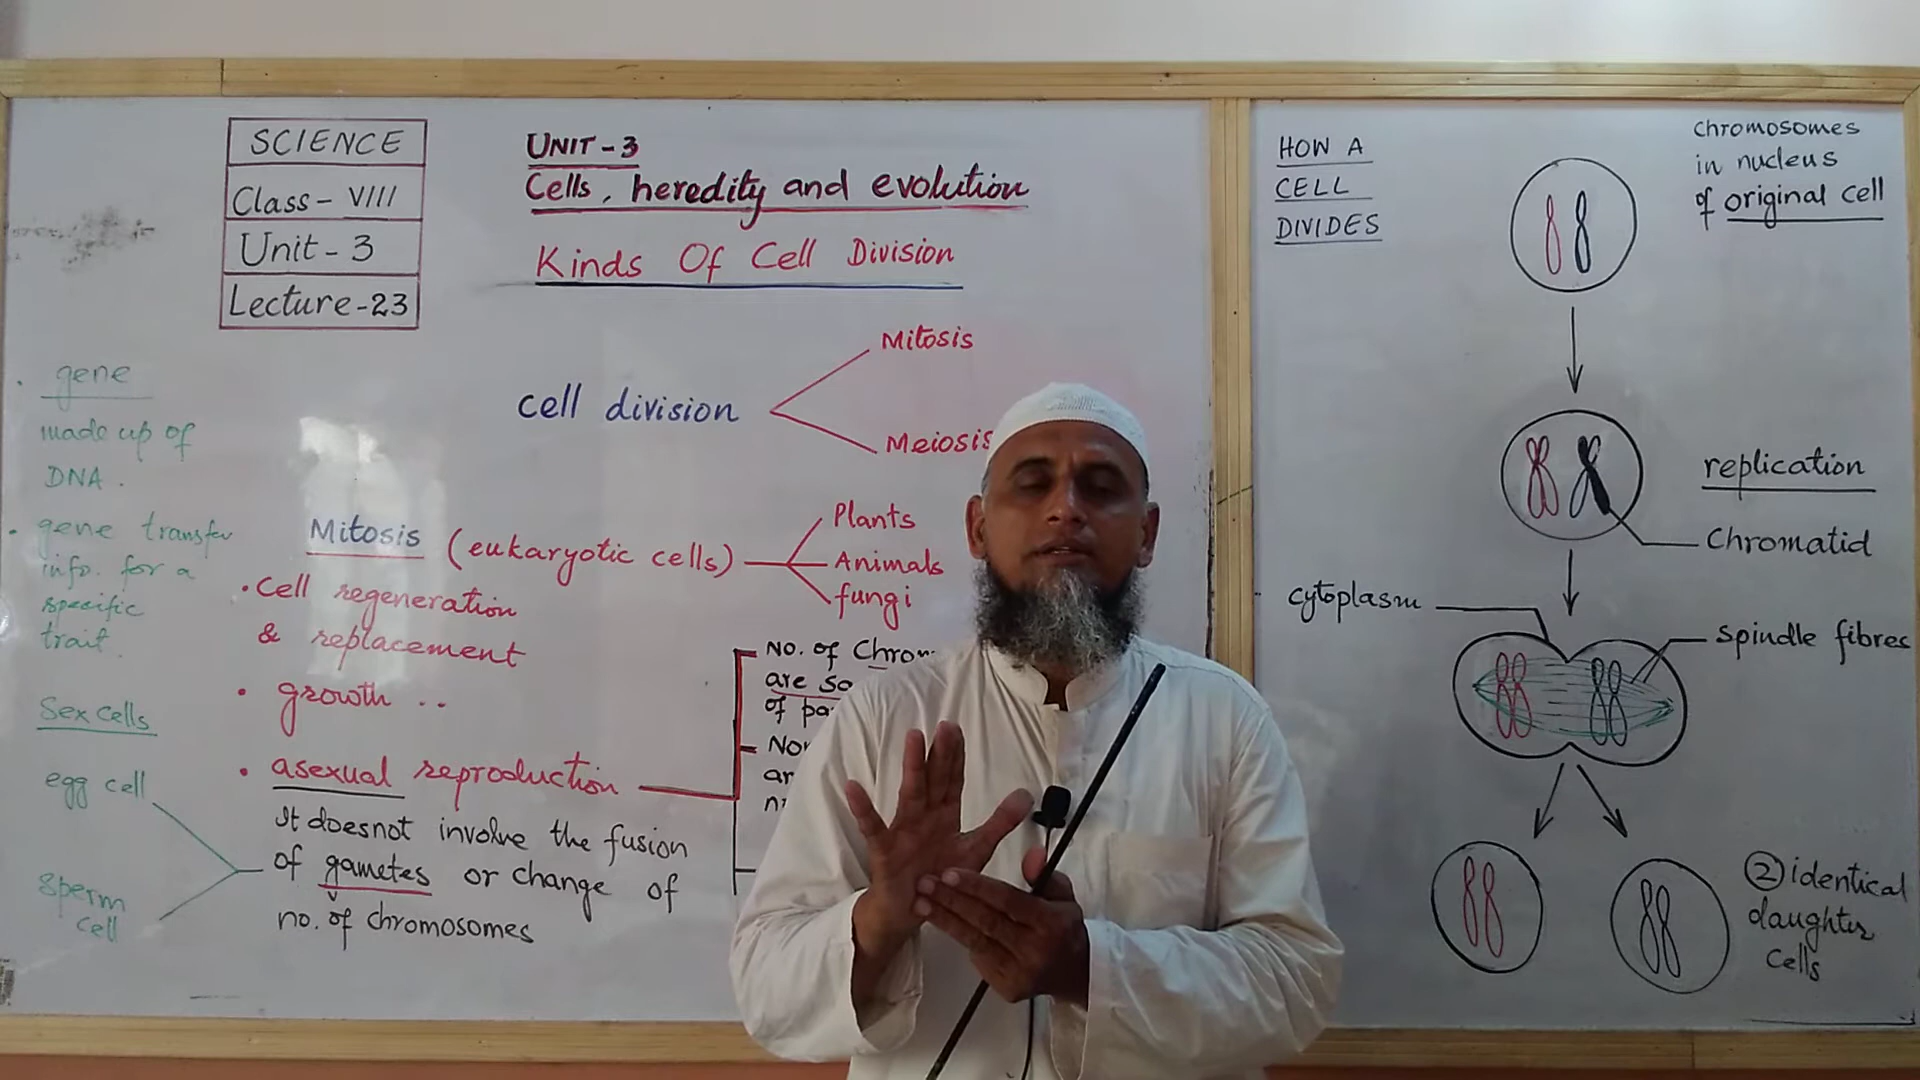 SCIENCE
Class - VIII
Unit - 3
Lecture-23
UNIT - 3
Cells, heredity and evolution
Kinds Of Cell Division
cell division
Mitosis
Meiosis
Mitosis (eukaryotic cells)
Plants
Animals
fungi
• Cell regeneration
& replacement
• growth ..
• asexual reproduction
It doesnot involve the fusion
of gametes or change of
no. of chromosomes
No. of Chrom
are
of
• gene
made up of
DNA.
• gene transfer
info. for a
specific
trait.
Sex cells
egg cell
sperm
cell
HOW A
CELL
DIVIDES
chromosomes
in nucleus
of original cell
replication
Chromatid
cytoplasm
spindle fibres
2 identical
daughter
cells